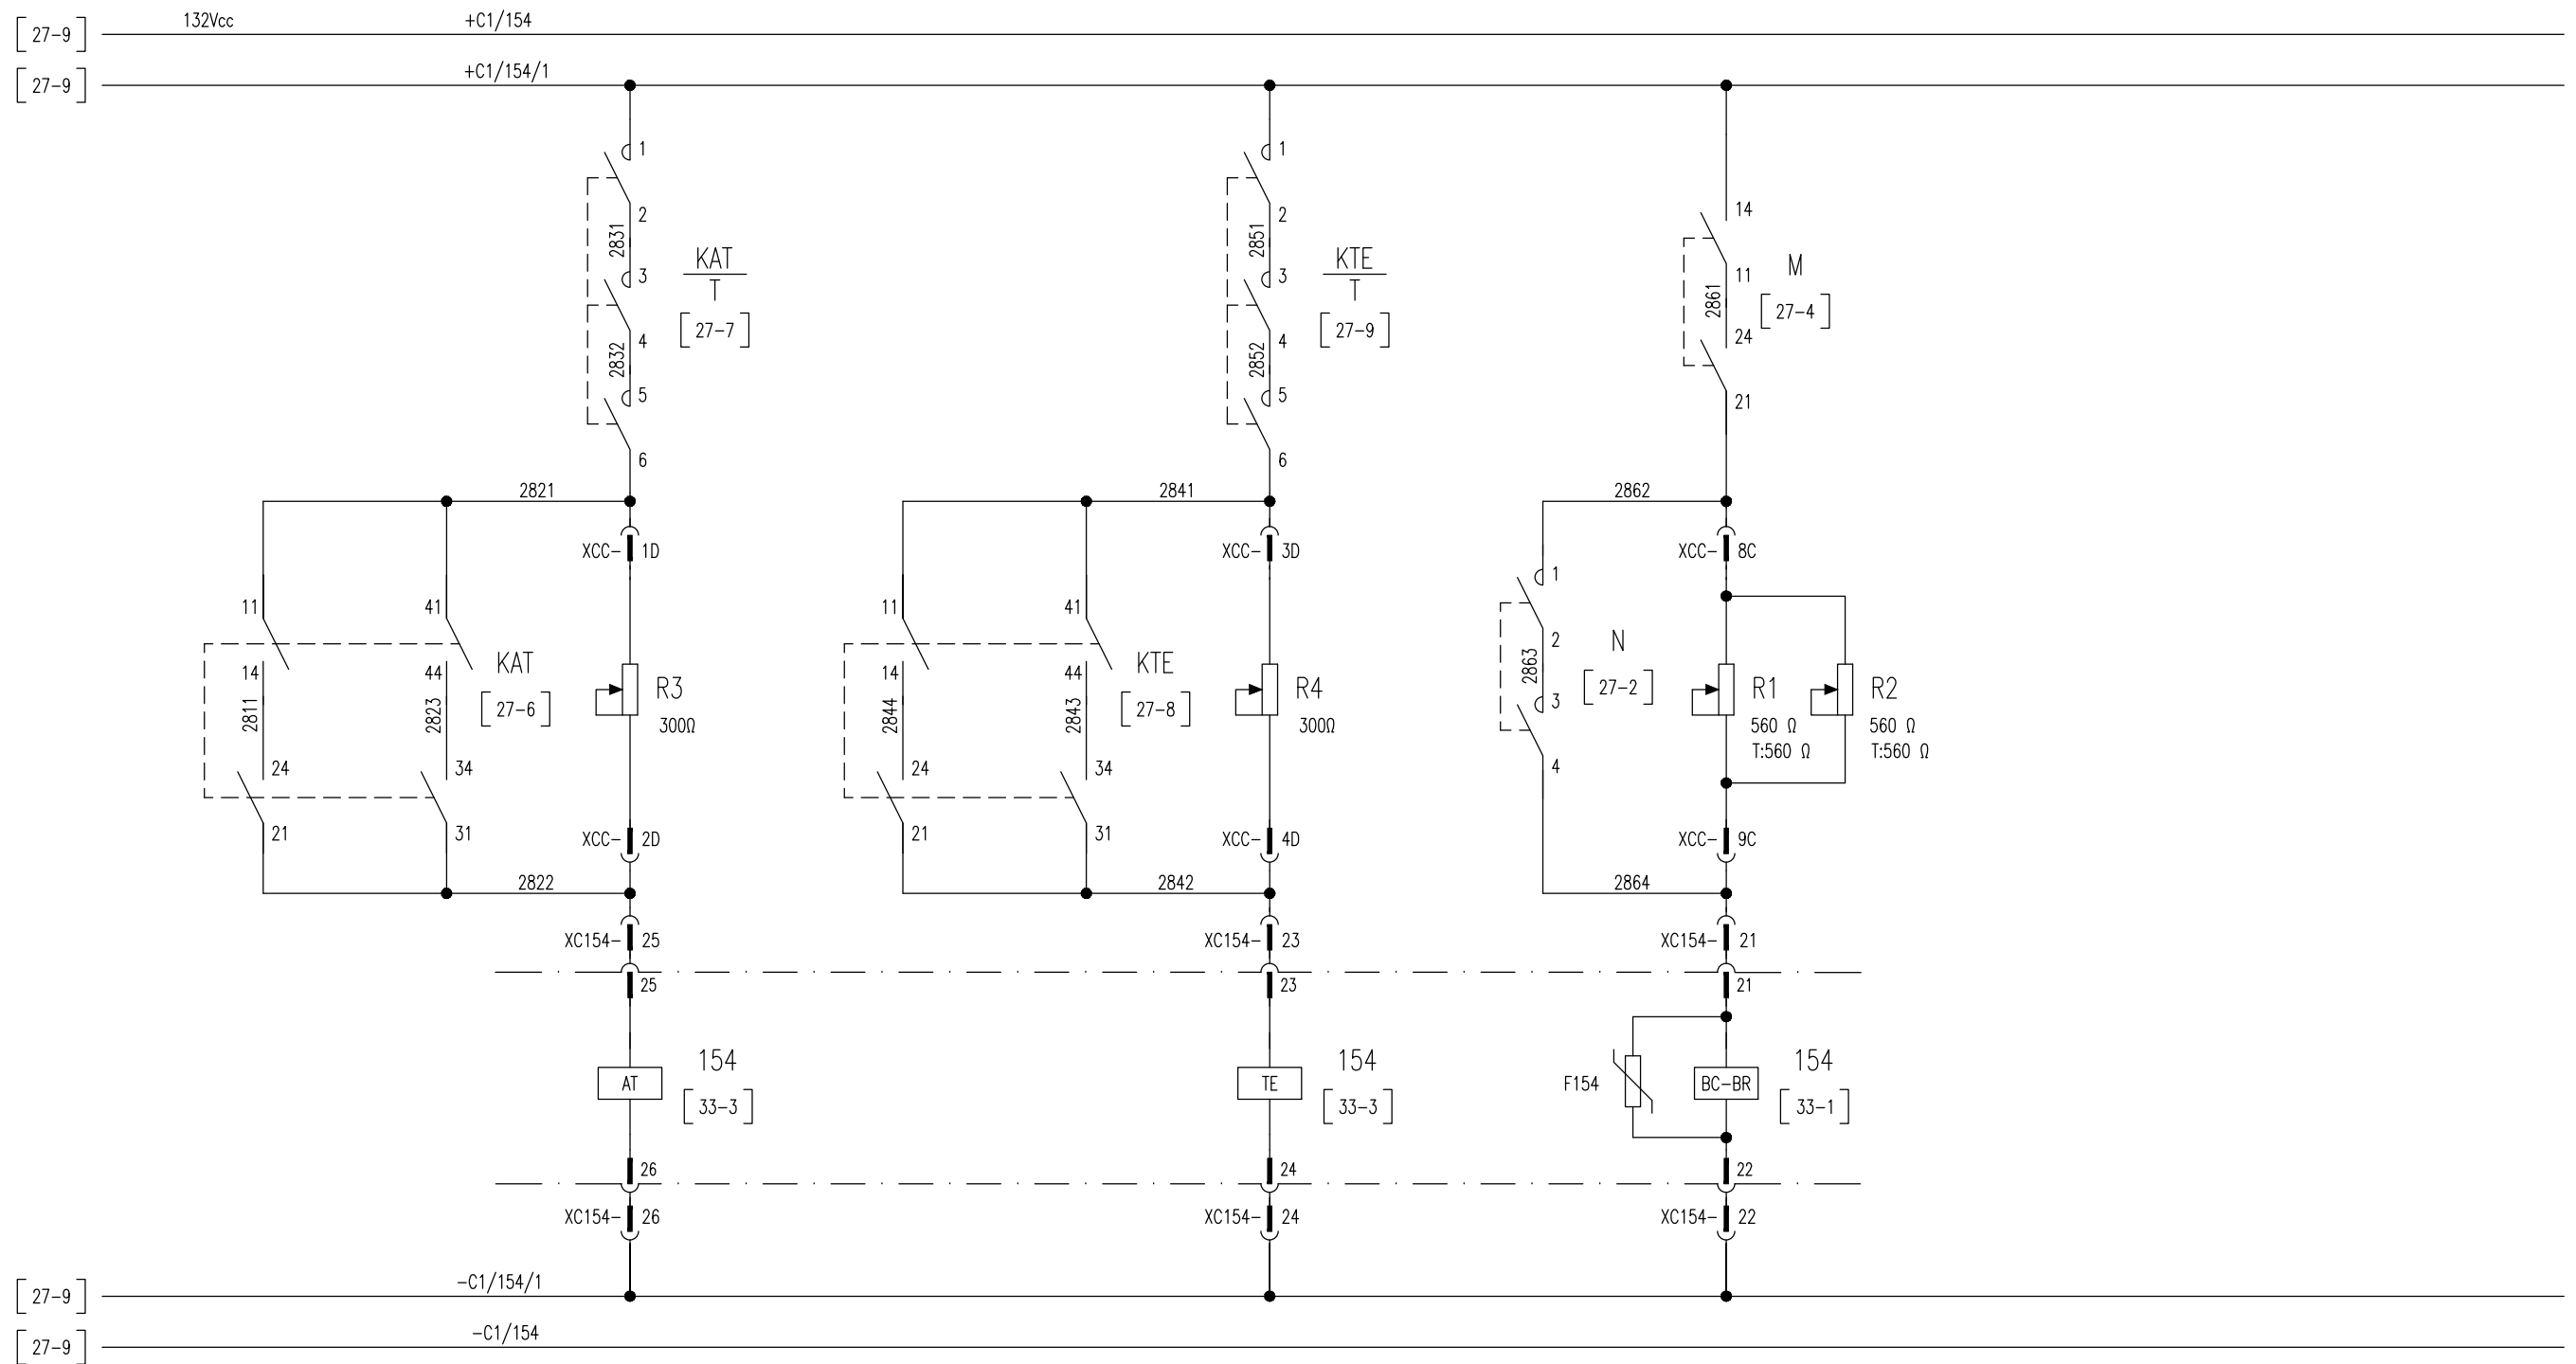 132Vcc +C1/154
27-9
+C1/154/1
27-9
1 1
14
2 2
2831 2851
KAT KTE M
3 3 11
T T 2861 27-4
27-7 27-9
4 4 24
2832 2852
5 5
21
6 6
2821 2841 2862
XCC- 1D XCC- 3D XCC- 8C
1
11 41 11 41
2
N
KAT KTE
14 44 14 44
2863 27-2
R3 R4 R1 R2
3
27-6 27-8
2811 2823 2844 2843
300Ω 300Ω 560 Ω 560 Ω
T:560 Ω T:560 Ω
24 34 24 34 4
21 31 21 31
XCC- 2D XCC- 4D XCC- 9C
2822 2842 2864
XC154- 25 XC154- 23 XC154- 21
25 23 21
154 154 154
AT TE F154 BC-BR
33-3 33-3 33-1
26 24 22
XC154- 26 XC154- 24 XC154- 22
-C1/154/1
27-9
-C1/154
27-9